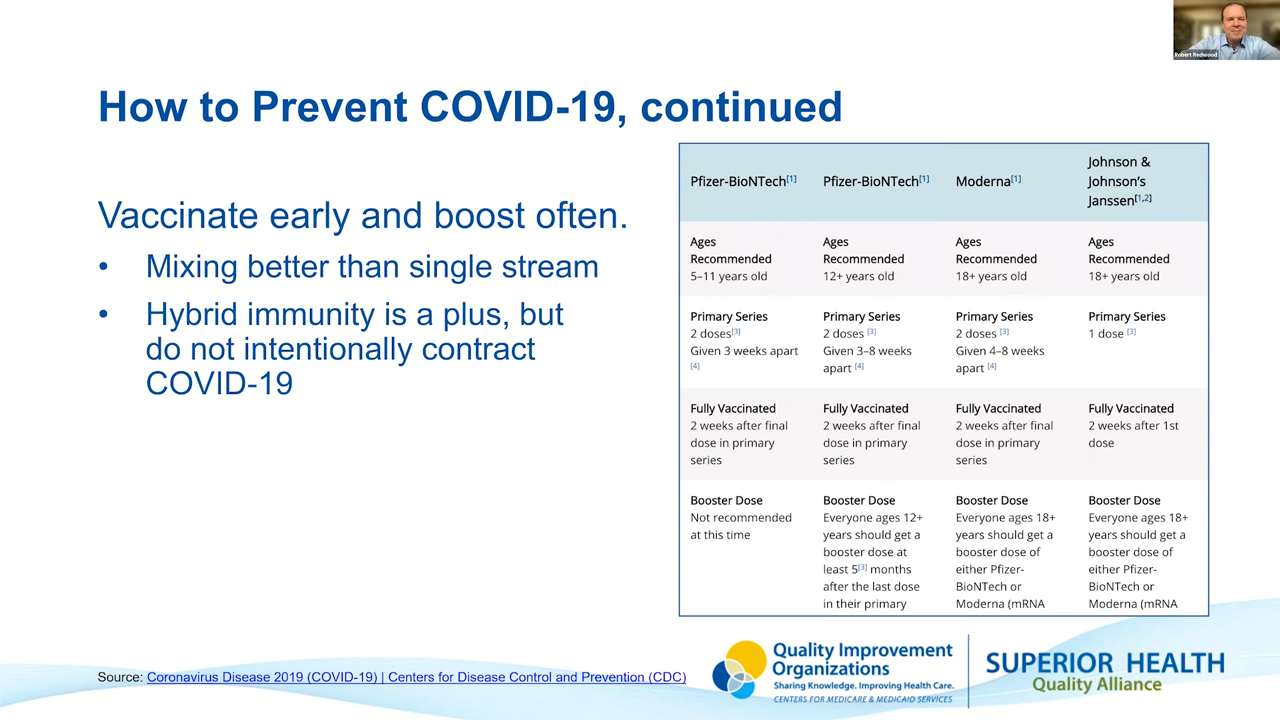 Robert Redwood
How to Prevent COVID-19, continued
Vaccinate early and boost often.
• Mixing better than single stream
• Hybrid immunity is a plus, but
do not intentionally contract
COVID-19
Pfizer-BioNTech[1]
Pfizer-BioNTech[1]
Moderna[1]
Johnson &
Johnson’s
Janssen[1,2]
Ages
Recommended
5–11 years old
Ages
Recommended
12+ years old
Ages
Recommended
18+ years old
Ages
Recommended
18+ years old
Primary Series
2 doses[3]
Given 3 weeks apart
[4]
Primary Series
2 doses [3]
Given 3–8 weeks
apart [4]
Primary Series
2 doses [3]
Given 4–8 weeks
apart [4]
Primary Series
1 dose [3]
Fully Vaccinated
2 weeks after final
dose in primary
series
Fully Vaccinated
2 weeks after final
dose in primary
series
Fully Vaccinated
2 weeks after final
dose in primary
series
Fully Vaccinated
2 weeks after 1st
dose
Booster Dose
Not recommended
at this time
Booster Dose
Everyone ages 12+
years should get a
booster dose at
least 5[3] months
after the last dose
in their primary
Booster Dose
Everyone ages 18+
years should get a
booster dose of
either Pfizer-
BioNTech or
Moderna (mRNA
Booster Dose
Everyone ages 18+
years should get a
booster dose of
either Pfizer-
BioNTech or
Moderna (mRNA
Source: Coronavirus Disease 2019 (COVID-19) | Centers for Disease Control and Prevention (CDC)
Quality Improvement
Organizations
Sharing Knowledge. Improving Health Care.
CENTERS FOR MEDICARE & MEDICAID SERVICES
SUPERIOR HEALTH
Quality Alliance